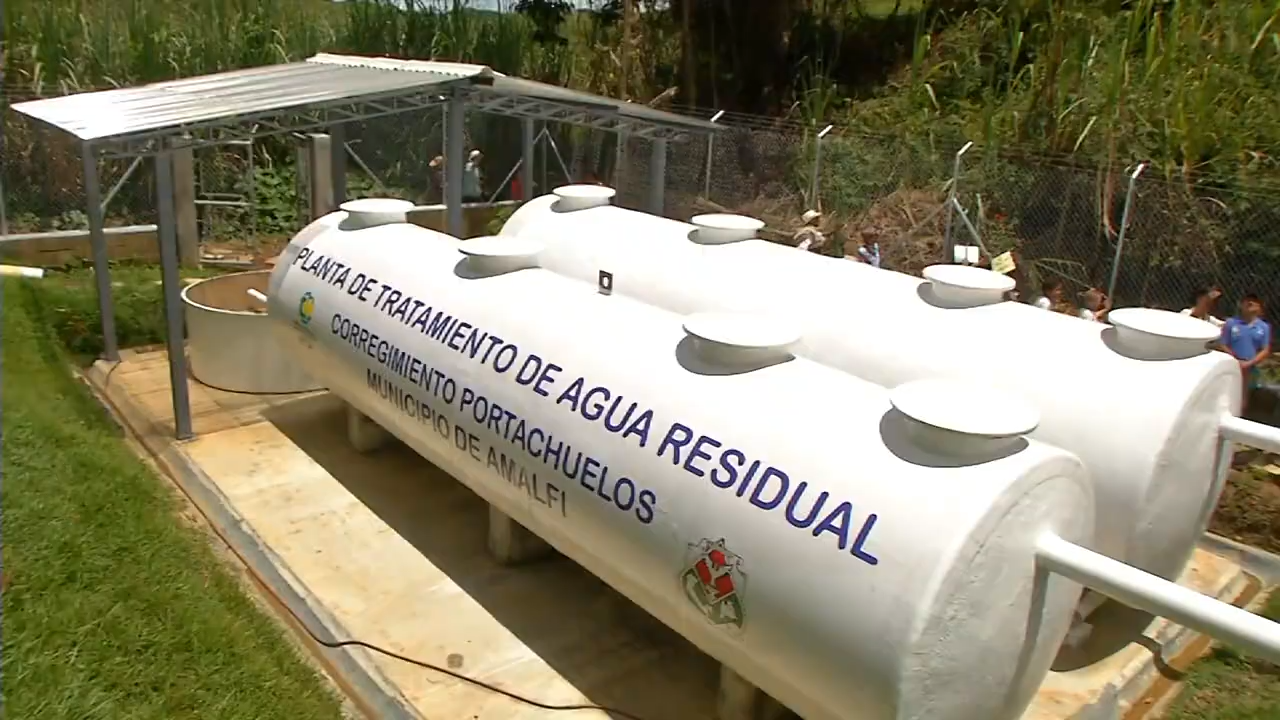 PLANTA DE TRATAMIENTO DE AGUA RESIDUAL
CORREGIMIENTO PORTACHUELOS
MUNICIPIO DE AMALFI